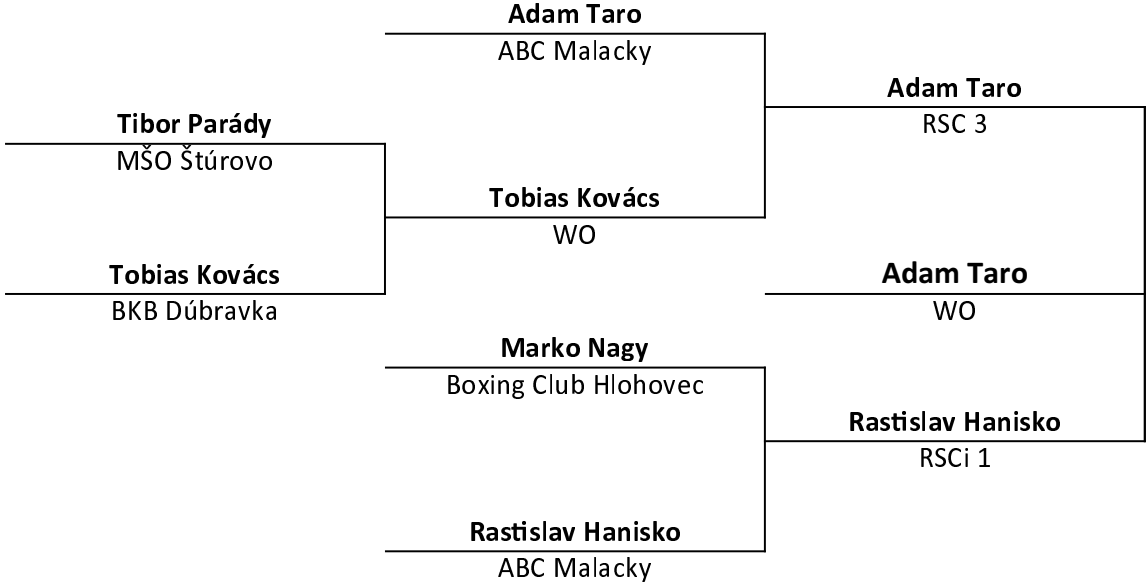 Adam Taro
ABC Malacky
Adam Taro
RSC 3
Tibor Parády
MŠO Štúrovo
Tobias Kovács
WO
Tobias Kovács
BKB Dúbravka
Adam Taro
WO
Marko Nagy
Boxing Club Hlohovec
Rastislav Hanisko
RSCi 1
Rastislav Hanisko
ABC Malacky